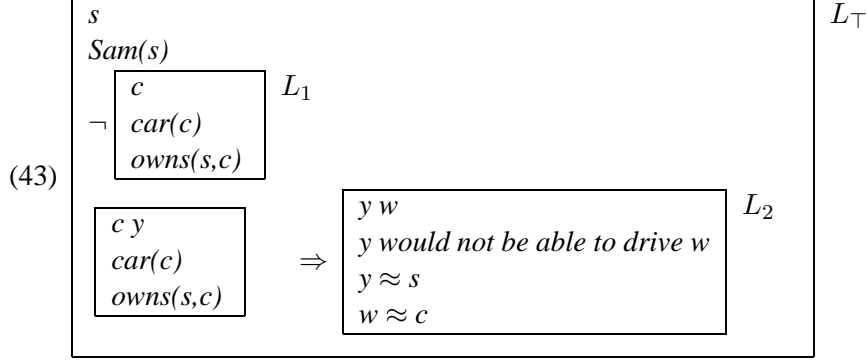 s L⊤
Sam(s)
c L1
¬ car(c)
owns(s,c)
(43)
c y ⇒ y w L2
car(c) y would not be able to drive w
owns(s,c) y ≈ s
w ≈ c